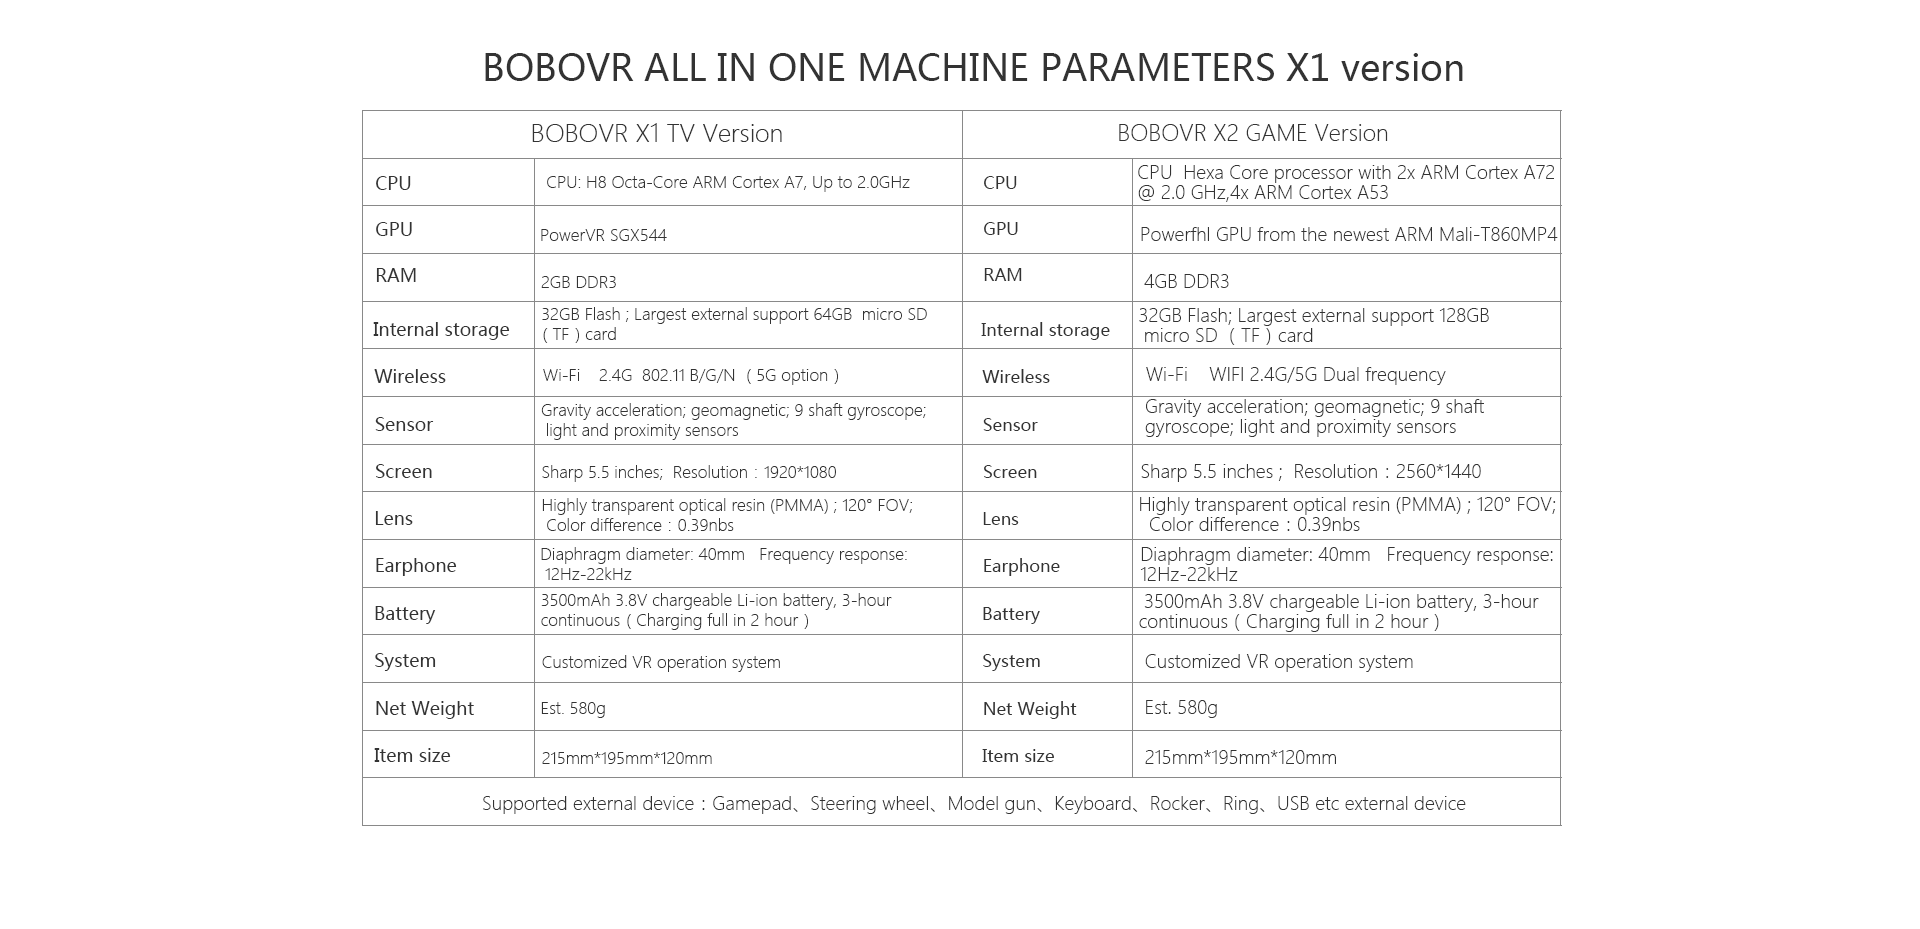 BOBOVR ALL IN ONE MACHINE PARAMETERS X1 version
BOBOVR X1 TV Version
BOBOVR X2 GAME Version
CPU
CPU: H8 Octa-Core ARM Cortex A7, Up to 2.0GHz
CPU
CPU Hexa Core processor with 2x ARM Cortex A72
@ 2.0 GHz,4x ARM Cortex A53
GPU
PowerVR SGX544
GPU
Powerfhl GPU from the newest ARM Mali-T860MP4
RAM
2GB DDR3
RAM
4GB DDR3
Internal storage
32GB Flash ; Largest external support 64GB micro SD
( TF ) card
Internal storage
32GB Flash; Largest external support 128GB
micro SD ( TF ) card
Wireless
Wi-Fi 2.4G 802.11 B/G/N ( 5G option )
Wireless
Wi-Fi WIFI 2.4G/5G Dual frequency
Sensor
Gravity acceleration; geomagnetic; 9 shaft gyroscope;
light and proximity sensors
Sensor
Gravity acceleration; geomagnetic; 9 shaft
gyroscope; light and proximity sensors
Screen
Sharp 5.5 inches; Resolution : 1920*1080
Screen
Sharp 5.5 inches ; Resolution : 2560*1440
Lens
Highly transparent optical resin (PMMA) ; 120° FOV;
Color difference : 0.39nbs
Lens
Highly transparent optical resin (PMMA) ; 120° FOV;
Color difference : 0.39nbs
Earphone
Diaphragm diameter: 40mm Frequency response:
12Hz-22kHz
Earphone
Diaphragm diameter: 40mm Frequency response:
12Hz-22kHz
Battery
3500mAh 3.8V chargeable Li-ion battery, 3-hour
continuous ( Charging full in 2 hour )
Battery
3500mAh 3.8V chargeable Li-ion battery, 3-hour
continuous ( Charging full in 2 hour )
System
Customized VR operation system
System
Customized VR operation system
Net Weight
Est. 580g
Net Weight
Est. 580g
Item size
215mm*195mm*120mm
Item size
215mm*195mm*120mm
Supported external device : Gamepad、Steering wheel、Model gun、Keyboard、Rocker、Ring、USB etc external device